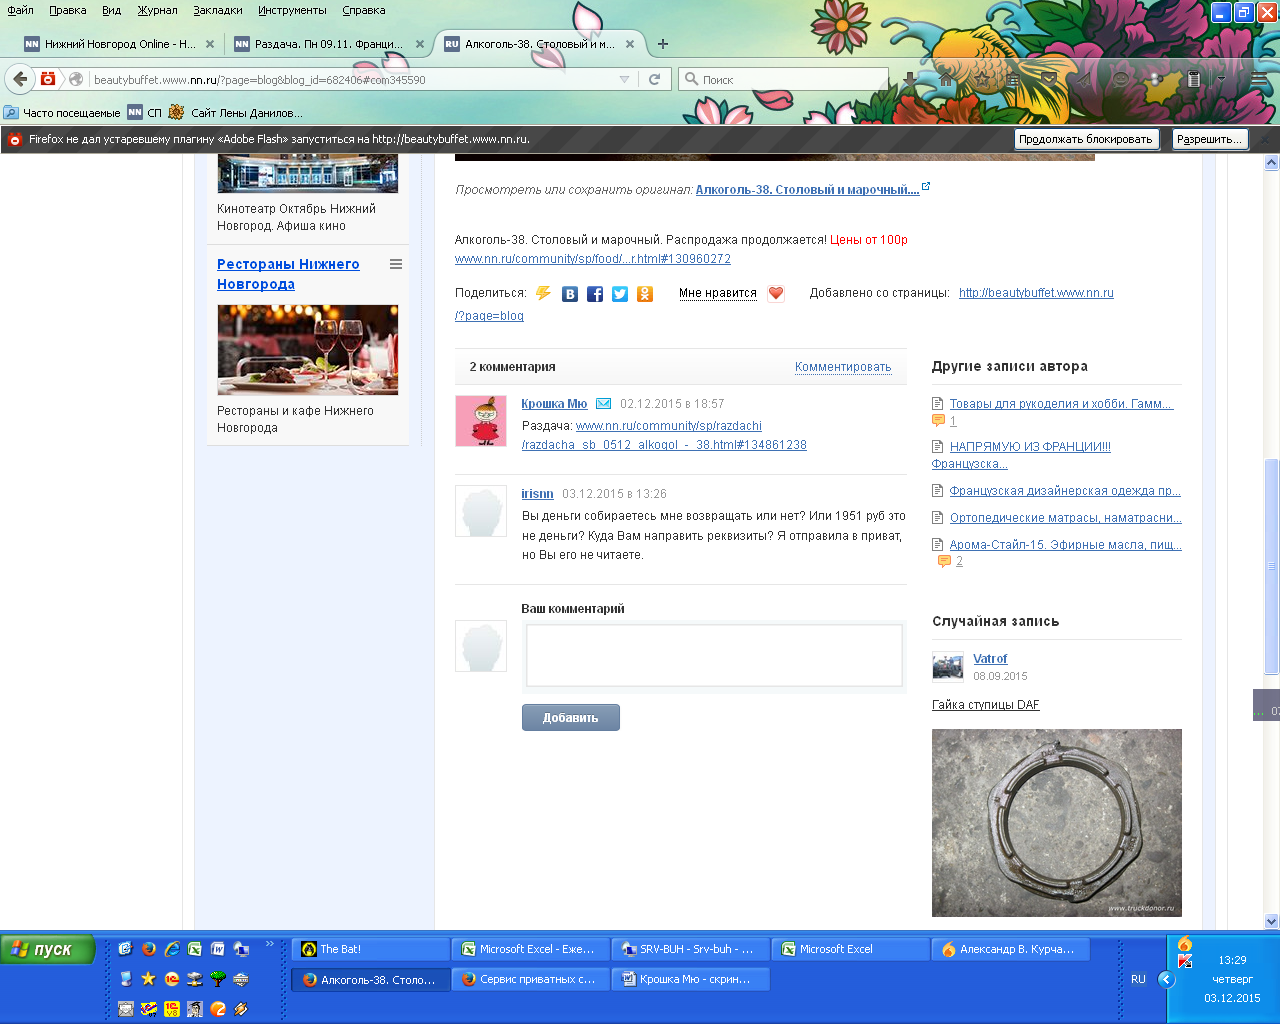 Файл Правка Вид Журнал Закладки Инструменты Справка
NN Нижний Новгород Online - Н... NN Раздача. Пн 09.11. Франци... RU Алкоголь-38. Столовый и м...
beautybuffet.www.nn.ru/?page=blog&blog_id=682406#com345590
Поиск
Часто посещаемые NN СП Сайт Лены Данилов...
Firefox не дал устаревшему плагину «Adobe Flash» запуститься на http://beautybuffet.www.nn.ru.
Продолжать блокировать Разрешить...
Кинотеатр Октябрь Нижний
Новгород. Афиша кино
Рестораны Нижнего
Новгорода
Рестораны и кафе Нижнего
Новгорода
Просмотреть или сохранить оригинал: Алкоголь-38. Столовый и марочный....
Алкоголь-38. Столовый и марочный. Распродажа продолжается! Цены от 100р
www.nn.ru/community/sp/food/...r.html#130960272
Поделиться: Мне нравится Добавлено со страницы: http://beautybuffet.www.nn.ru
/?page=blog
2 комментария Комментировать
Крошка Мю 02.12.2015 в 18:57
Раздача: www.nn.ru/community/sp/razdachi
/razdacha_sb_0512_alkogol_-_38.html#134861238
irisnn 03.12.2015 в 13:26
Вы деньги собираетесь мне возвращать или нет? Или 1951 руб это
не деньги? Куда Вам направить реквизиты? Я отправила в приват,
но Вы его не читаете.
Ваш комментарий
Добавить
Другие записи автора
Товары для рукоделия и хобби. Гамм...
1
НАПРЯМУЮ ИЗ ФРАНЦИИ!!!
Французска...
Французская дизайнерская одежда пр...
Ортопедические матрасы, наматрасни...
Арома-Стайл-15. Эфирные масла, пищ...
2
Случайная запись
Vatrof
08.09.2015
Гайка ступицы DAF
www.truckdonor.ru
пуск
The Bat! Microsoft Excel - Еже... SRV-BUH - Srv-buh - ... Microsoft Excel Александр В. Курча...
Алкоголь-38. Столо... Сервис приватных с... Крошка Мю - скрин...
RU
13:29
четверг
03.12.2015